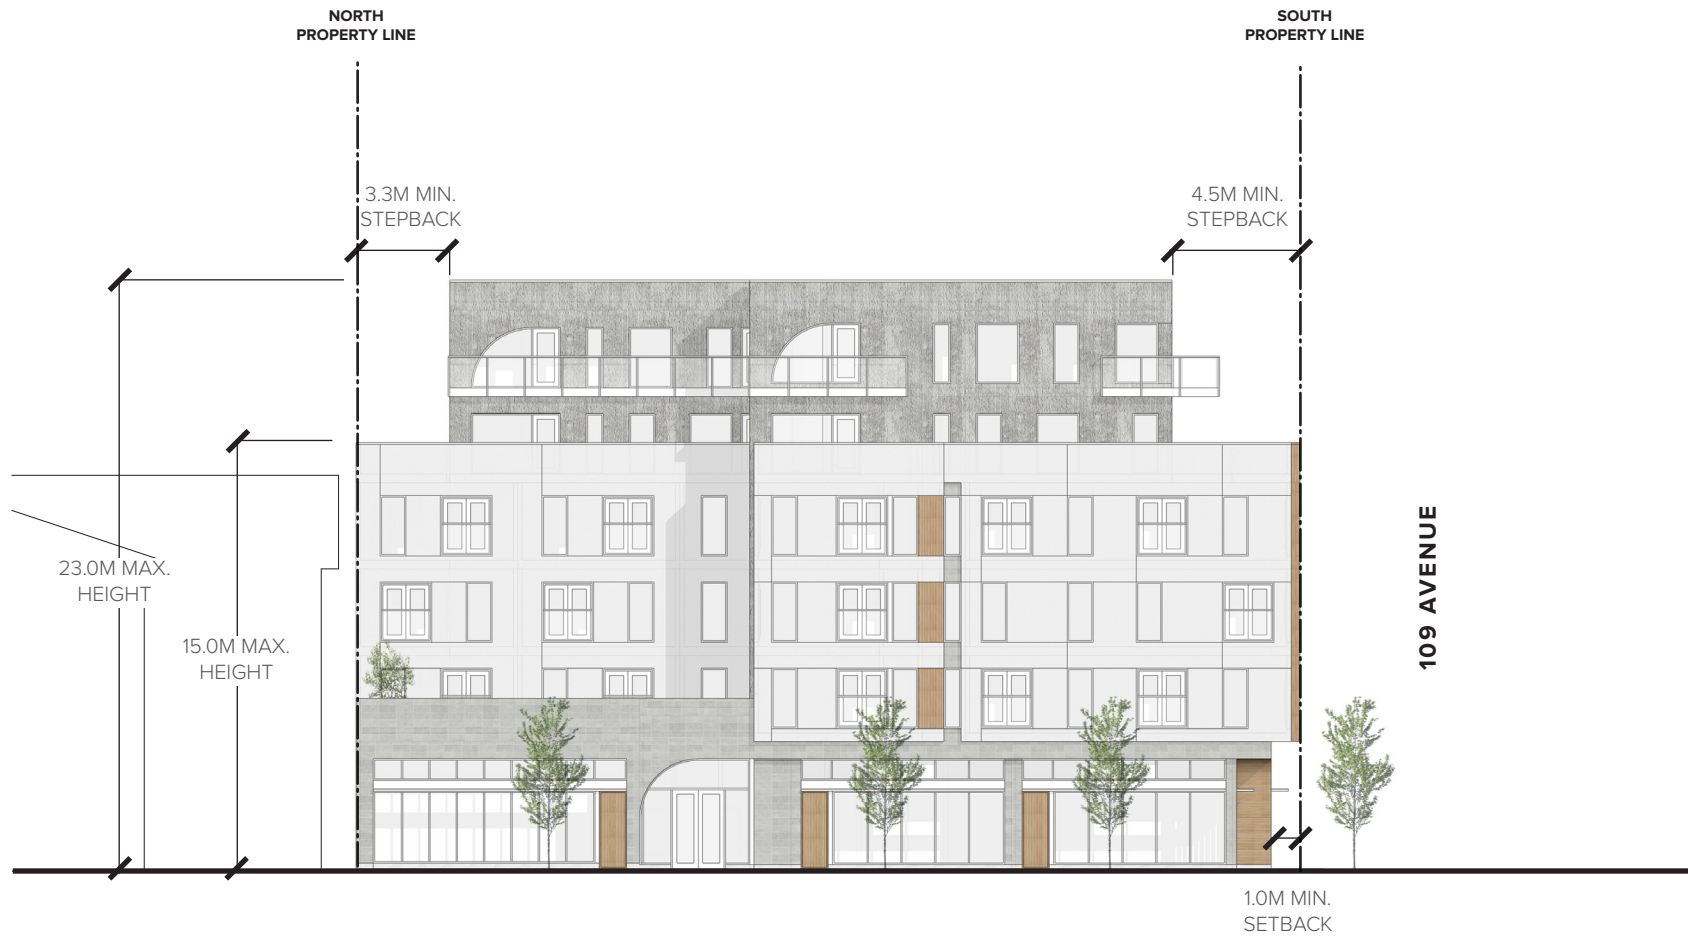 NORTH
PROPERTY LINE
SOUTH
PROPERTY LINE
3.3M MIN.
STEPBACK
4.5M MIN.
STEPBACK
23.0M MAX.
HEIGHT
15.0M MAX.
HEIGHT
109 AVENUE
1.0M MIN.
SETBACK